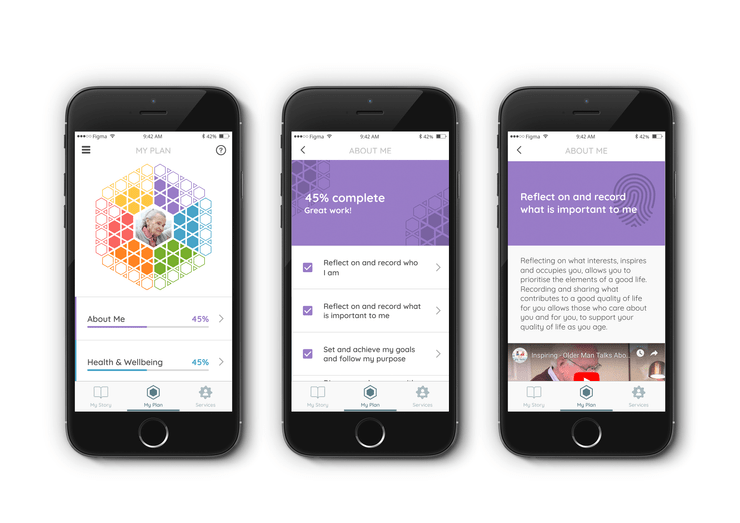 Figma
9:42 AM
42%
MY PLAN
?
About Me
45%
Health & Wellbeing
45%
My Story
My Plan
Services
Figma
9:42 AM
42%
ABOUT ME
45% complete
Great work!
Reflect on and record who
I am
Reflect on and record what
is important to me
Set and achieve my goals
and follow my purpose
My Story
My Plan
Services
Figma
9:42 AM
42%
ABOUT ME
Reflect on and record
what is important to me
Reflecting on what interests, inspires
and occupies you, allows you to
prioritise the elements of a good life.
Recording and sharing what
contributes to a good quality of life
for you allows those who care about
you and for you, to support your
quality of life as you age.
Inspiring - Older Man Talks Abo...
My Story
My Plan
Services